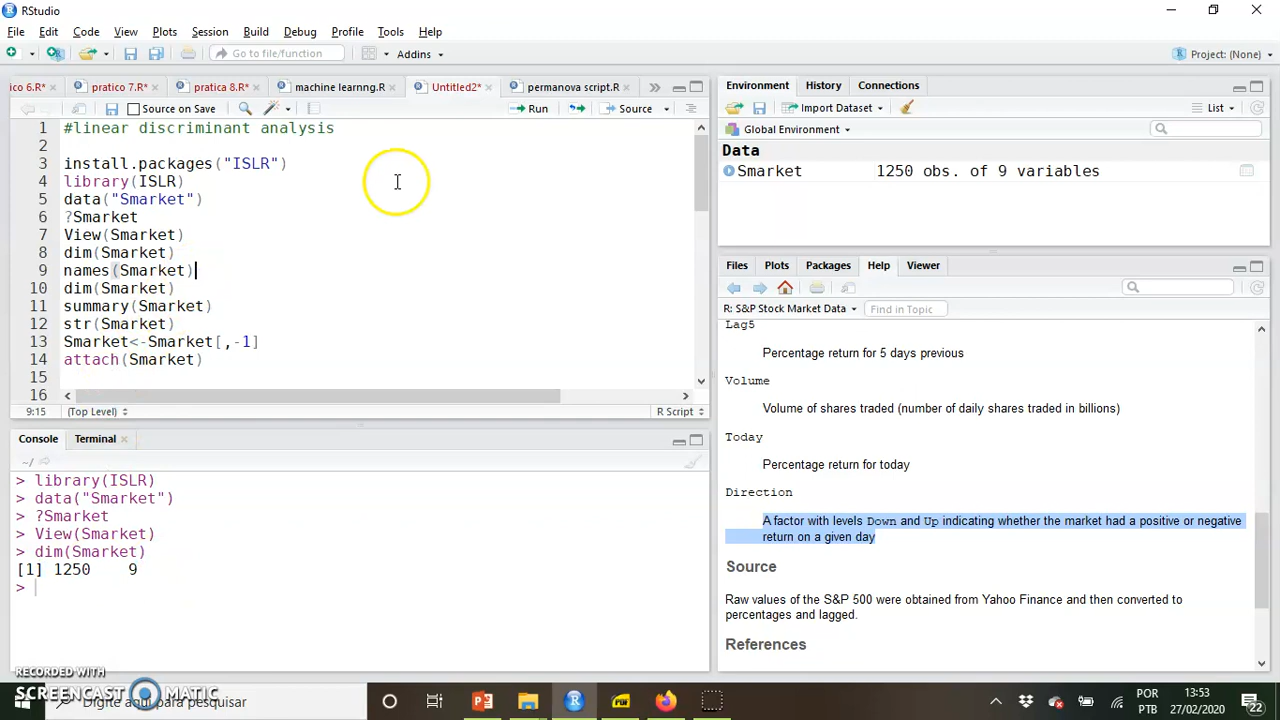 RStudio
File Edit Code View Plots Session Build Debug Profile Tools Help
Go to file/function Addins Project: (None)
ico 6.R* pratico 7.R* pratica 8.R* machine learnng.R Untitled2* permanova script.R
Source on Save Run Source
1 #linear discriminant analysis
2
3 install.packages("ISLR")
4 library(ISLR)
5 data("Smarket")
6 ?Smarket
7 View(Smarket)
8 dim(Smarket)
9 names(Smarket)
10 dim(Smarket)
11 summary(Smarket)
12 str(Smarket)
13 Smarket<-Smarket[,-1]
14 attach(Smarket)
15
16
9:15 (Top Level) R Script
Console Terminal
~/
> library(ISLR)
> data("Smarket")
> ?Smarket
> View(Smarket)
> dim(Smarket)
[1] 1250 9
>
Environment History Connections
Import Dataset List
Global Environment
Data
Smarket 1250 obs. of 9 variables
Files Plots Packages Help Viewer
R: S&P Stock Market Data Find in Topic
Lag5
Percentage return for 5 days previous
Volume
Volume of shares traded (number of daily shares traded in billions)
Today
Percentage return for today
Direction
A factor with levels Down and Up indicating whether the market had a positive or negative
return on a given day
Source
Raw values of the S&P 500 were obtained from Yahoo Finance and then converted to
percentages and lagged.
References
RECORDED WITH
SCREENCAST MATIC
Digite aqui para pesquisar
POR
PTB
13:53
27/02/2020
22